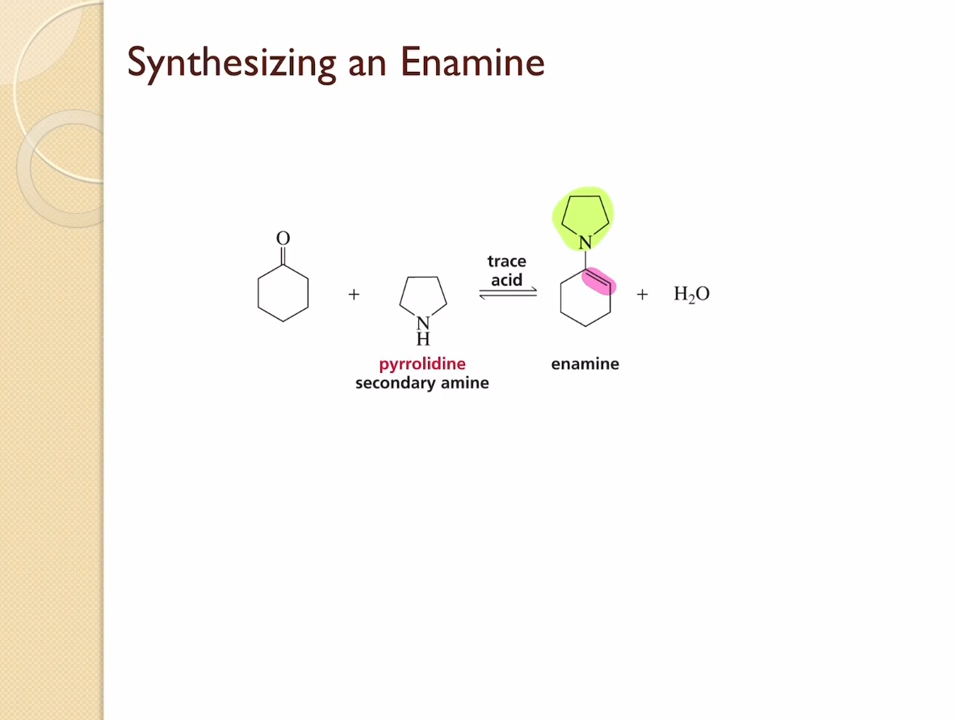 Synthesizing an Enamine
O
+
N
H
pyrrolidine
secondary amine
trace
acid
N
enamine
+
H₂O